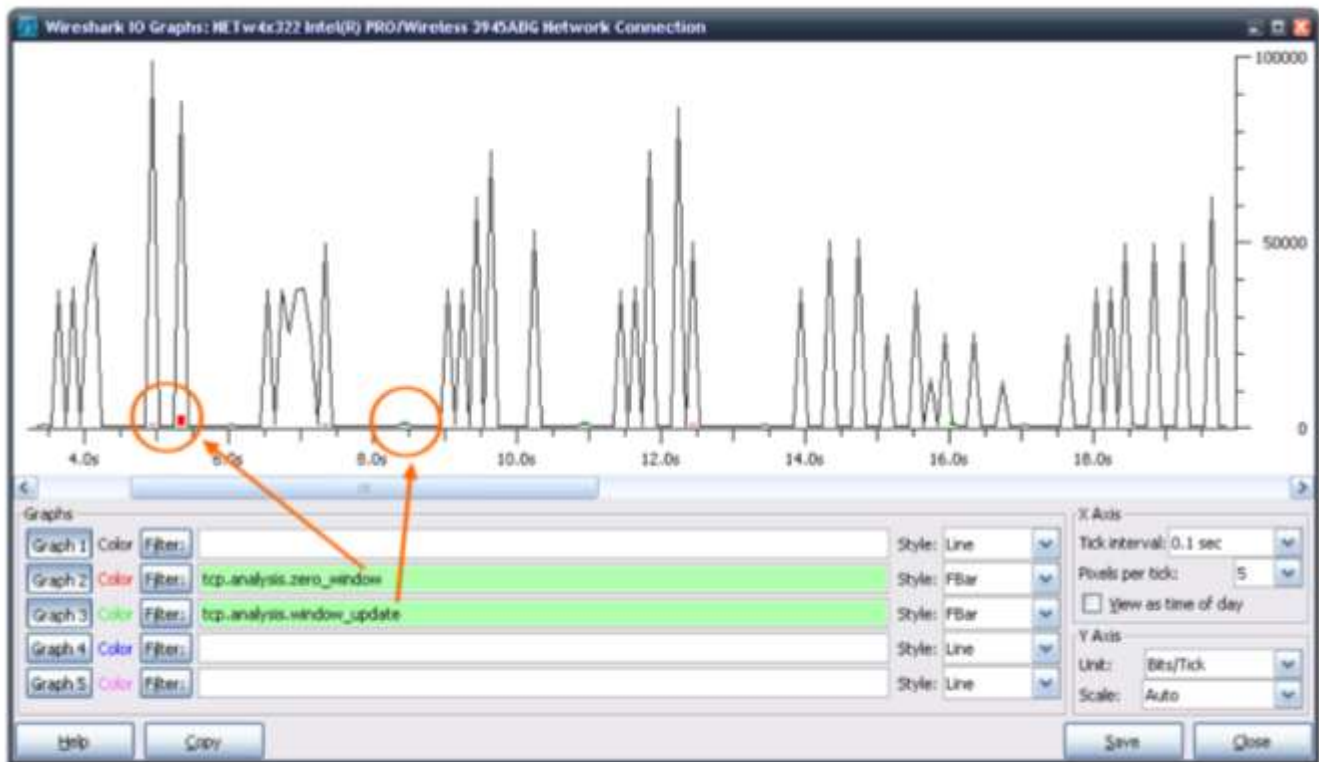 Wireshark IO Graphs: NETw4x322 Intel(R) PRO/Wireless 3945ABG Network Connection
100000
50000
0
4.0s 6.0s 8.0s 10.0s 12.0s 14.0s 16.0s 18.0s
Graphs
Graph 1 Color Filter: Style: Line
Graph 2 Color Filter: tcp.analysis.zero_window Style: FBar
Graph 3 Color Filter: tcp.analysis.window_update Style: FBar
Graph 4 Color Filter: Style: Line
Graph 5 Color Filter: Style: Line
X Axis
Tick interval: 0.1 sec
Pixels per tick: 5
View as time of day
Y Axis
Unit: Bits/Tick
Scale: Auto
Help Copy Save Close